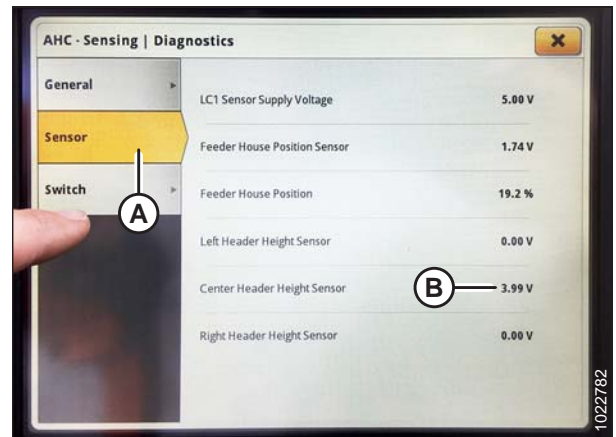 AHC - Sensing | Diagnostics
General
Sensor
Switch
A
LC1 Sensor Supply Voltage 5.00 V
Feeder House Position Sensor 1.74 V
Feeder House Position 19.2 %
Left Header Height Sensor 0.00 V
Center Header Height Sensor B 3.99 V
Right Header Height Sensor 0.00 V
1022782